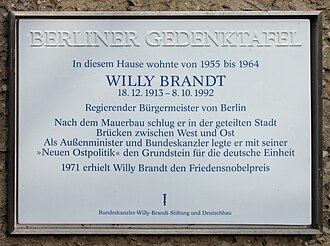 BERLINER GEDENKTAFEL
In diesem Hause wohnte von 1955 bis 1964
WILLY BRANDT
18. 12. 1913 – 8. 10. 1992
Regierender Bürgermeister von Berlin
Nach dem Mauerbau schlug er in der geteilten Stadt
Brücken zwischen West und Ost
Als Außenminister und Bundeskanzler legte er mit seiner
»Neuen Ostpolitik« den Grundstein für die deutsche Einheit
1971 erhielt Willy Brandt den Friedensnobelpreis
Bundeskanzler-Willy-Brandt-Stiftung und Deutschbau